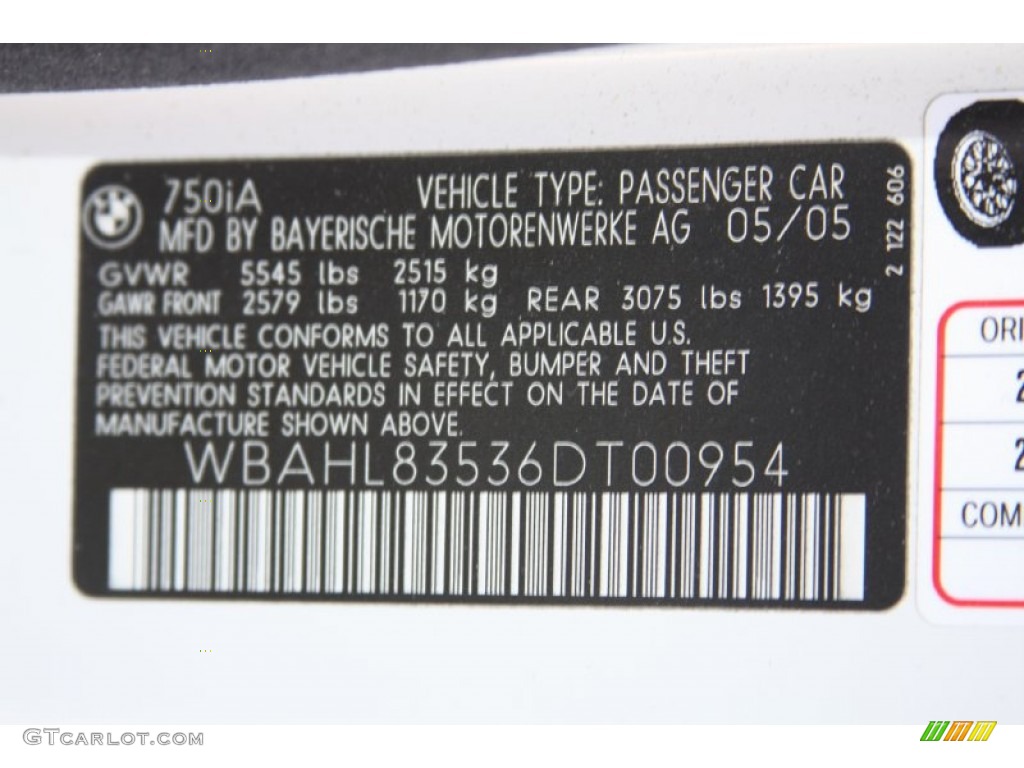 750iA VEHICLE TYPE: PASSENGER CAR
MFD BY BAYERISCHE MOTORENWERKE AG 05/05
GVWR 5545 lbs 2515 kg
GAWR FRONT 2579 lbs 1170 kg REAR 3075 lbs 1395 kg
THIS VEHICLE CONFORMS TO ALL APPLICABLE U.S.
FEDERAL MOTOR VEHICLE SAFETY, BUMPER AND THEFT
PREVENTION STANDARDS IN EFFECT ON THE DATE OF
MANUFACTURE SHOWN ABOVE.
WBAHL83536DT00954
2 122 606
ORI
2
2
COM
GTCARLOT.COM